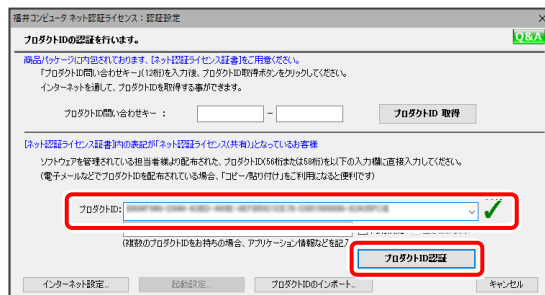 福井コンピュータ ネット認証ライセンス：認証設定
プロダクトIDの認証を行います。
Q&A
商品パッケージに内包されております、[ネット認証ライセンス証書]をご用意ください。
「プロダクトID問い合わせキー」(12桁)を入力後、プロダクトID取得ボタンをクリックしてください。
インターネットを通して、プロダクトIDを取得する事ができます。
プロダクトID問い合わせキー：
－
プロダクトID 取得
[ネット認証ライセンス証書]内の表記が「ネット認証ライセンス(共有)」となっているお客様
ソフトウェアを管理されている担当者様より配布された、プロダクトID(56桁または58桁)を以下の入力欄に直接入力してください。
(電子メールなどでプロダクトIDを配布されている場合、「コピー/貼り付け」をご利用になると便利です)
プロダクトID:
(複数のプロダクトIDをお持ちの場合、アプリケーション情報などを記入
プロダクトID認証
インターネット設定...
起動設定...
プロダクトIDのインポート...
キャンセル